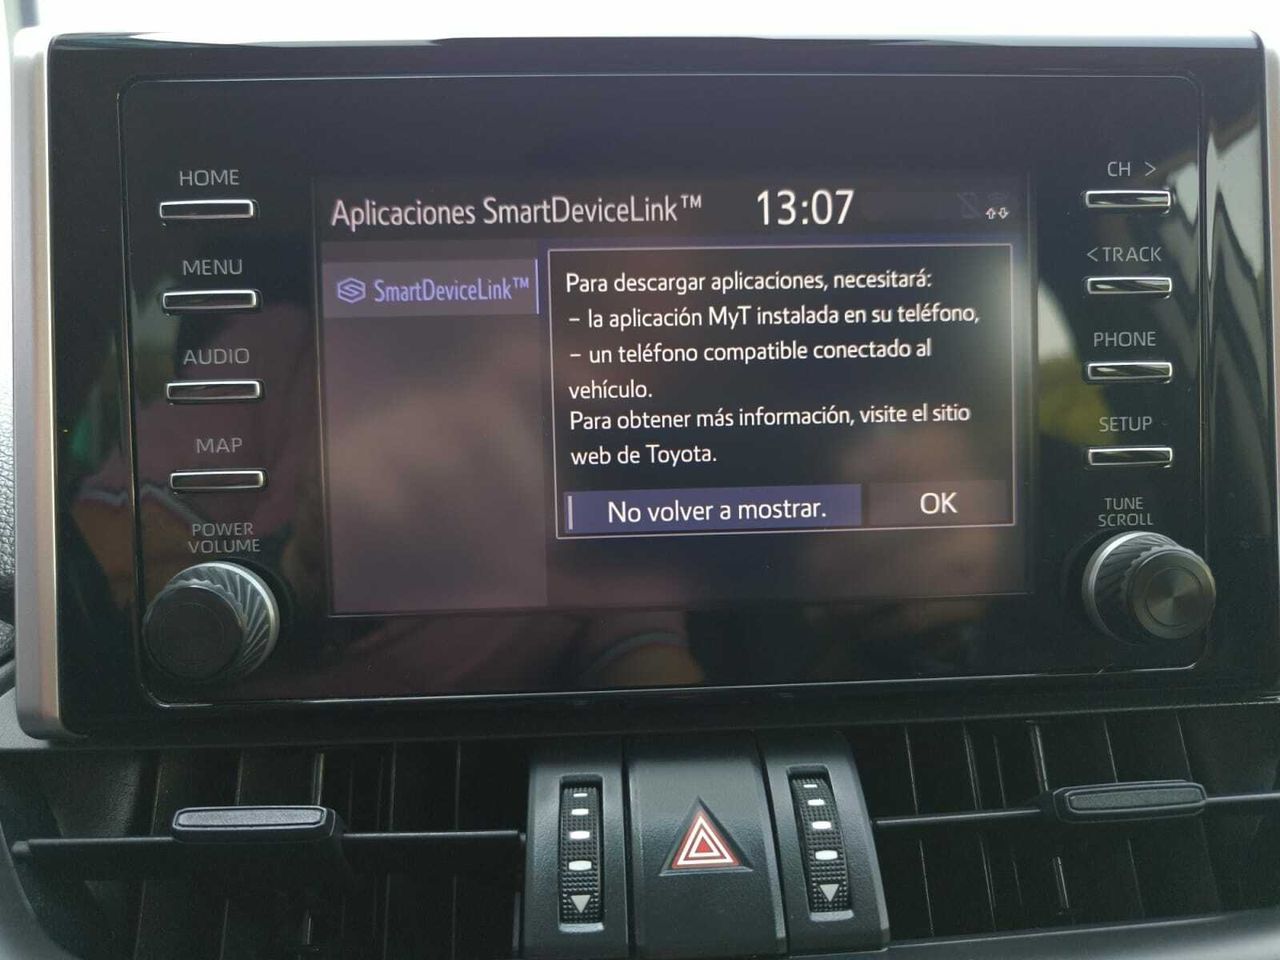 HOME
MENU
AUDIO
MAP
POWER
VOLUME
Aplicaciones SmartDeviceLink™ 13:07
SmartDeviceLink™
Para descargar aplicaciones, necesitará:
– la aplicación MyT instalada en su teléfono,
– un teléfono compatible conectado al
vehículo.
Para obtener más información, visite el sitio
web de Toyota.
No volver a mostrar. OK
CH >
< TRACK
PHONE
SETUP
TUNE
SCROLL